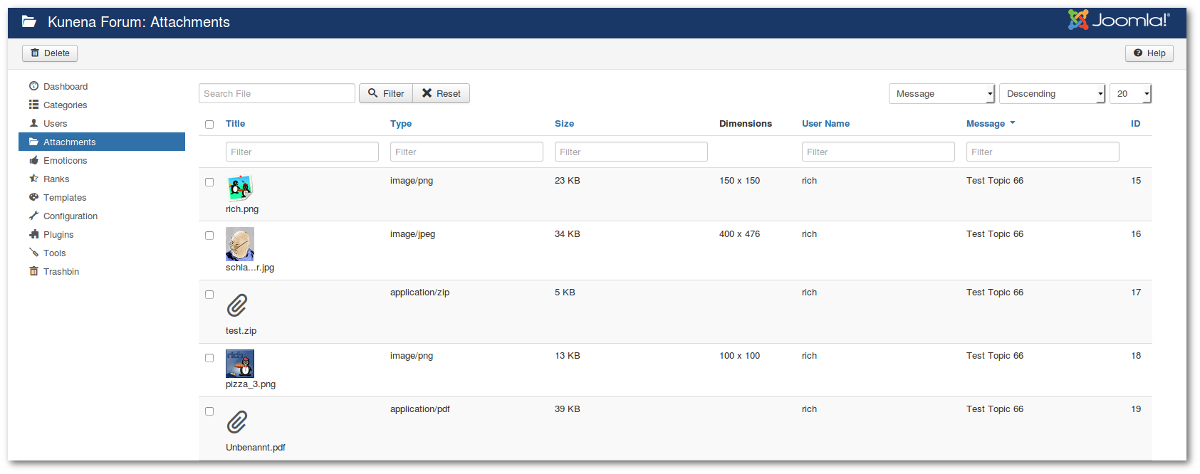 Kunena Forum: Attachments
Joomla!®
Delete
Help
Dashboard
Categories
Users
Attachments
Emoticons
Ranks
Templates
Configuration
Plugins
Tools
Trashbin
Search File Filter Reset Message Descending 20
Title Type Size Dimensions User Name Message ID
Filter Filter Filter Filter Filter
image/png 23 KB 150 x 150 rich Test Topic 66 15
rich.png
image/jpeg 34 KB 400 x 476 rich Test Topic 66 16
schla...r.jpg
application/zip 5 KB rich Test Topic 66 17
test.zip
image/png 13 KB 100 x 100 rich Test Topic 66 18
rich
pizza_3.png
application/pdf 39 KB rich Test Topic 66 19
Unbenannt.pdf